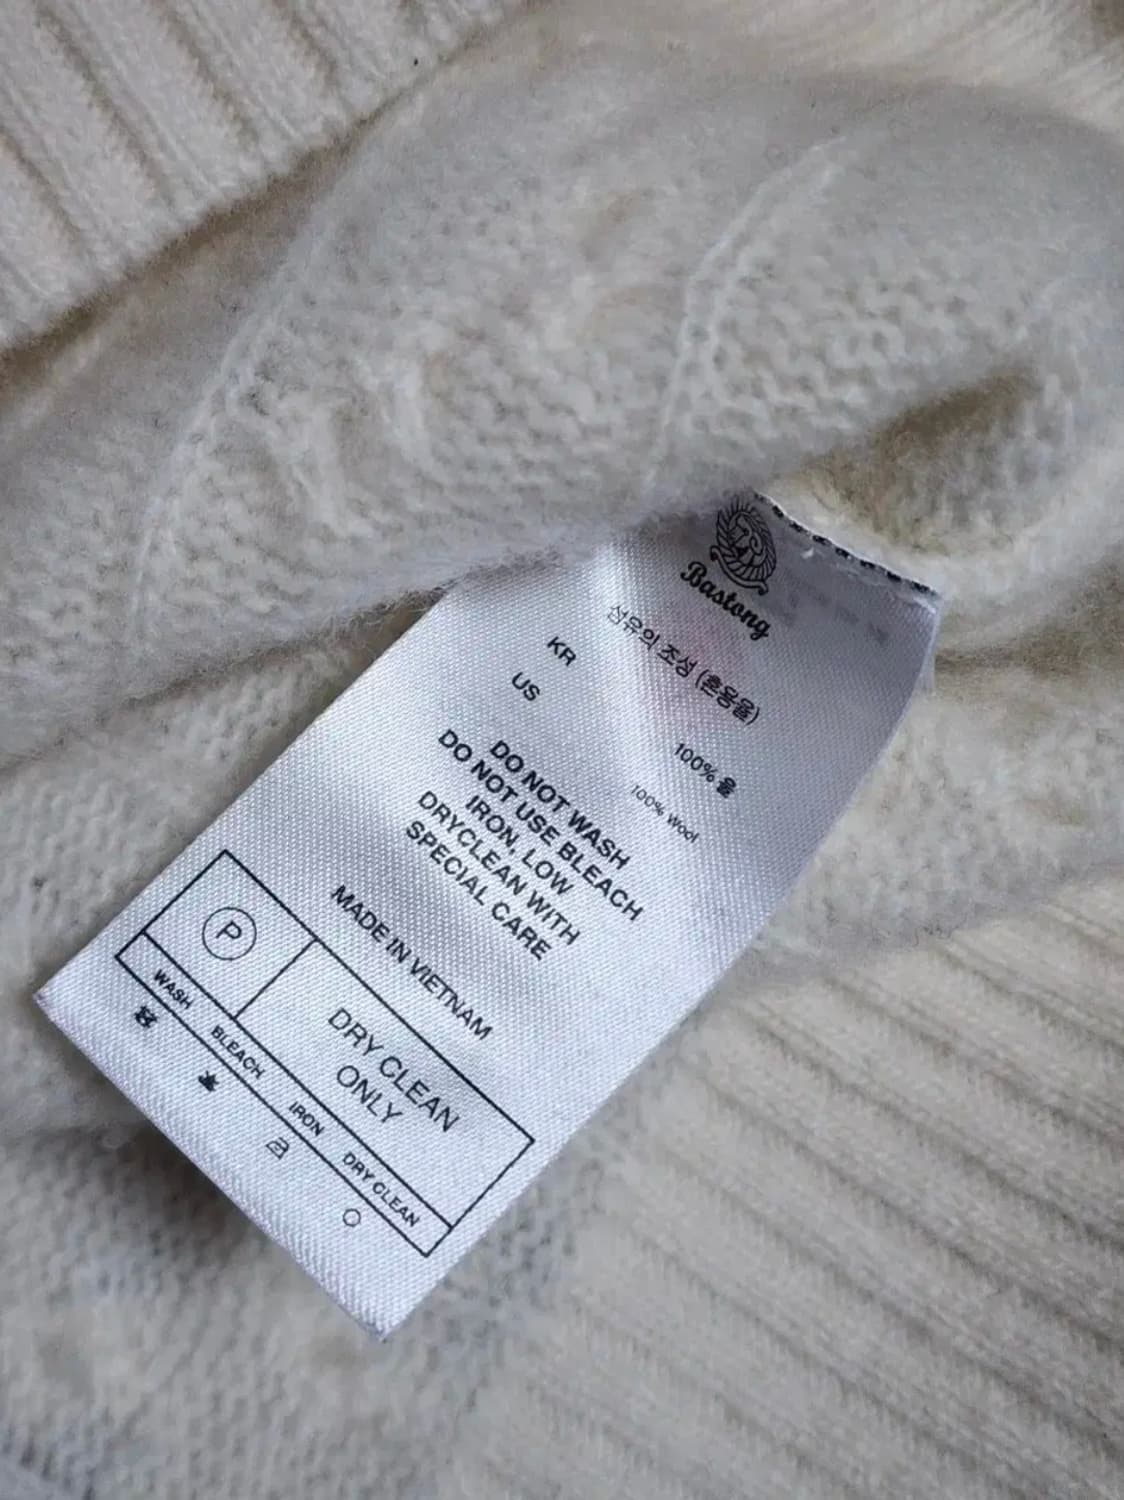 Bastong
섬유의 조성 (혼용율)
KR 100% 울
US 100% Wool
DO NOT WASH
DO NOT USE BLEACH
IRON, LOW
DRYCLEAN WITH
SPECIAL CARE
MADE IN VIETNAM
P
DRY CLEAN
ONLY
WASH BLEACH IRON DRY CLEAN